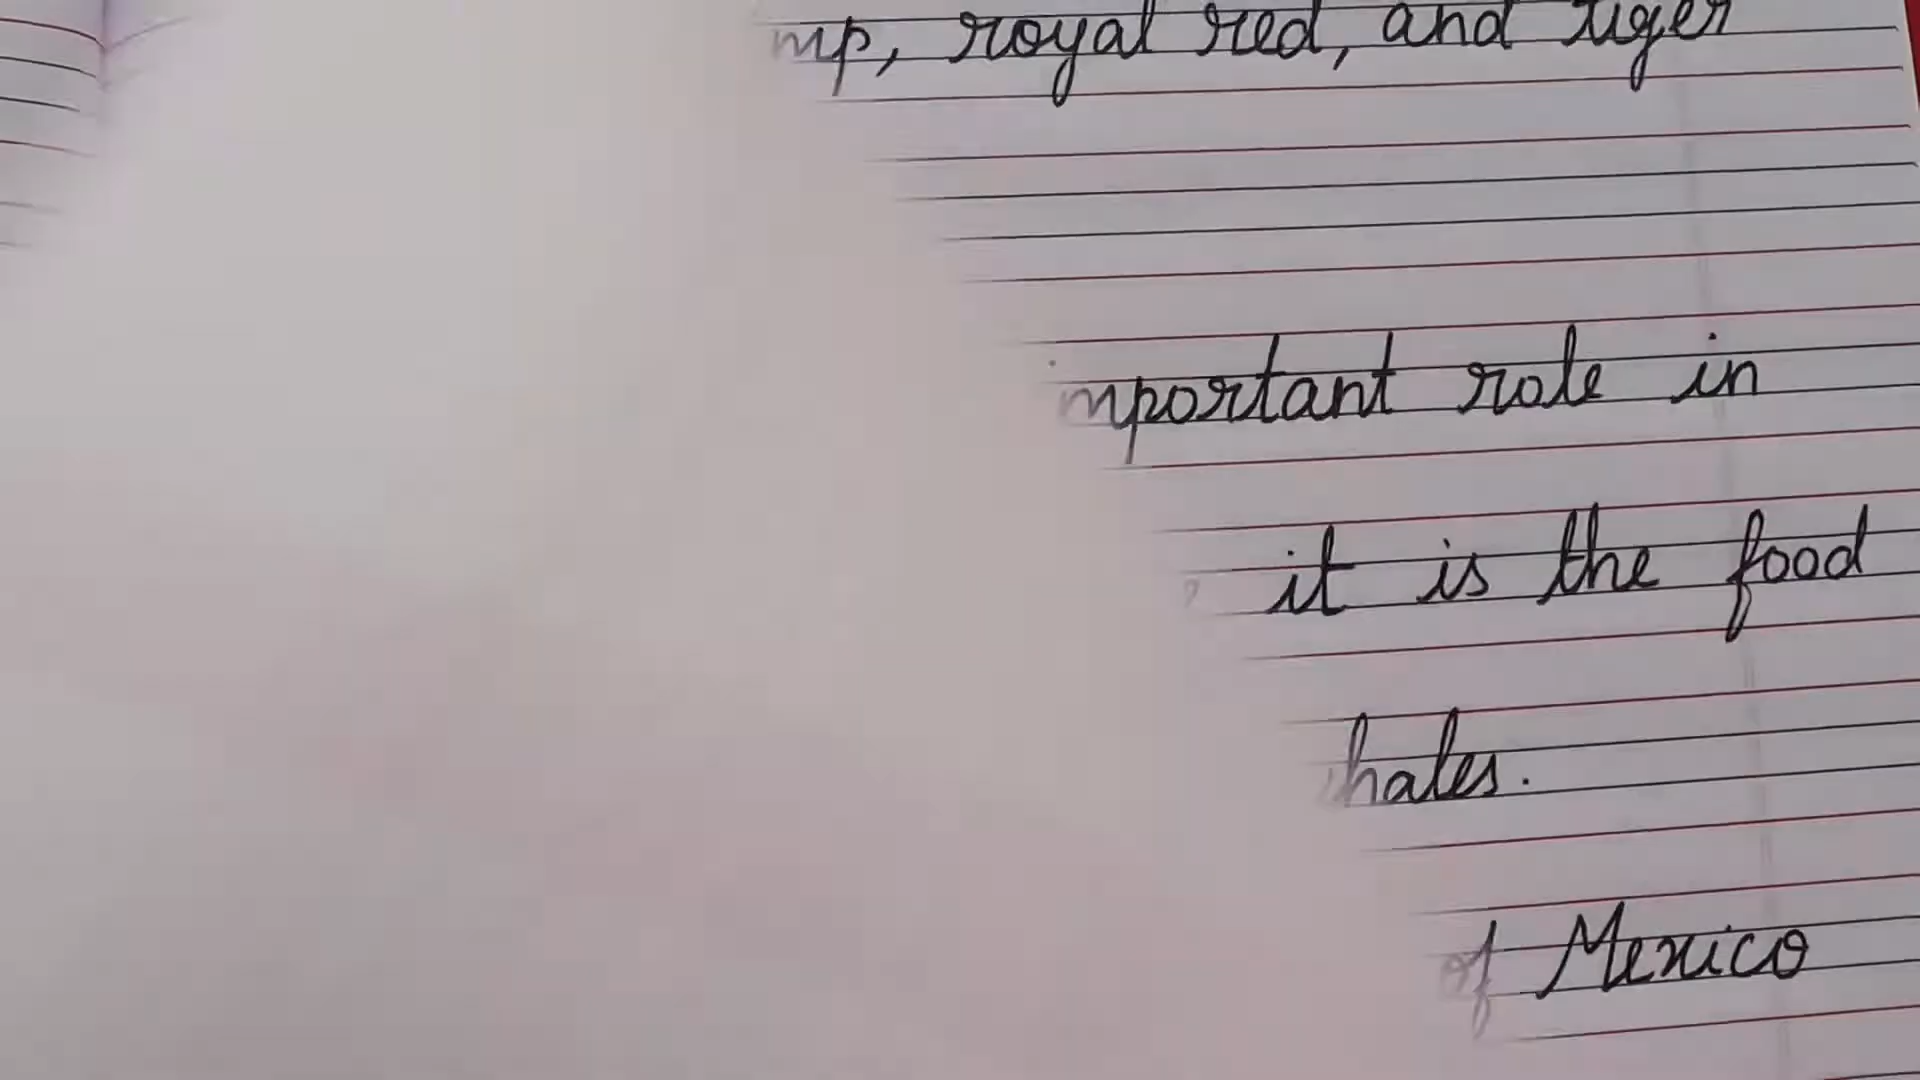 mp, royal red, and tiger
mportant role in
it is the food
hales.
of Mexico